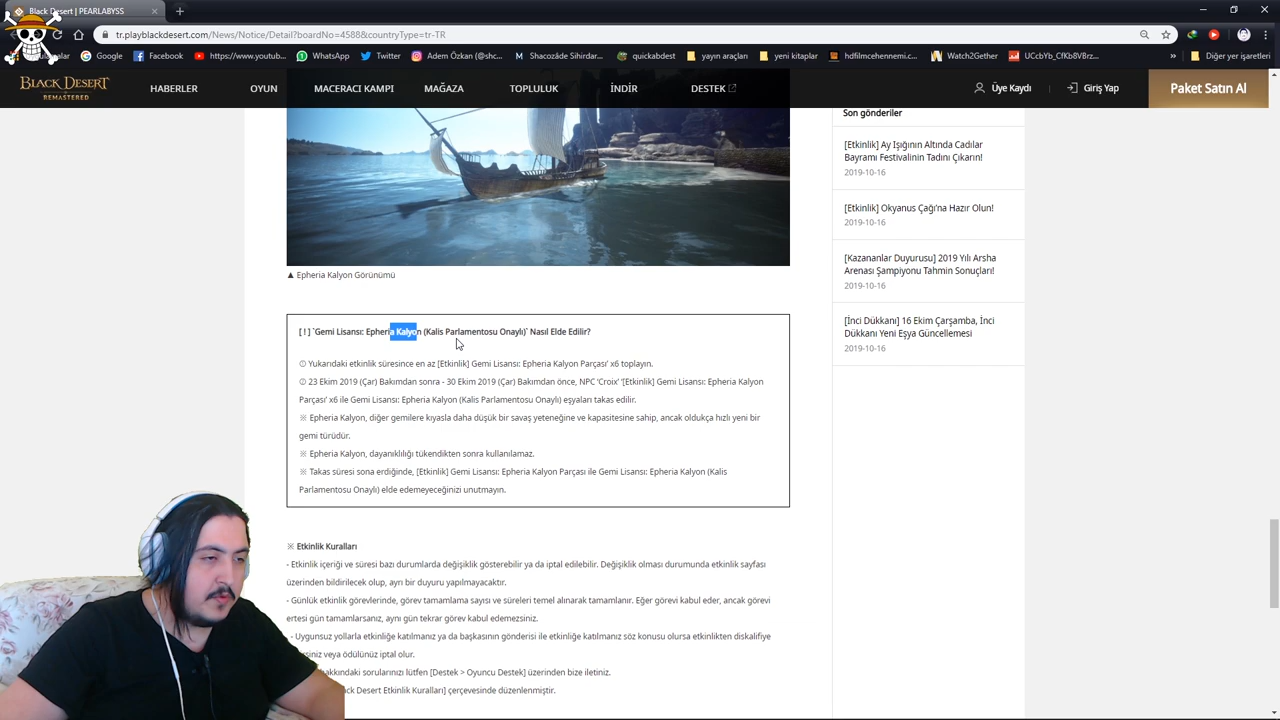 Black Desert | PEARLABYSS
tr.playblackdesert.com/News/Notice/Detail?boardNo=4588&countryType=tr-TR
Google
Facebook
https://www.youtub...
WhatsApp
Twitter
Adem Özkan (@shc...
Shacozâde Sihirdar...
quickabdest
yayın araçları
yeni kitaplar
hdfilmcehennemi.c...
Watch2Gether
UCcbYb_CfKb8VBrz...
»
Diğer yer işaretleri
BLACK DESERT
REMASTERED
HABERLER
OYUN
MACERACI KAMPI
MAĞAZA
TOPLULUK
İNDİR
DESTEK
Üye Kaydı
Giriş Yap
Paket Satın Al
▲ Epheria Kalyon Görünümü
[ ! ] `Gemi Lisansı: Epheria Kalyon (Kalis Parlamentosu Onaylı)` Nasıl Elde Edilir?
① Yukarıdaki etkinlik süresince en az [Etkinlik] Gemi Lisansı: Epheria Kalyon Parçası' x6 toplayın.
② 23 Ekim 2019 (Çar) Bakımdan sonra - 30 Ekim 2019 (Çar) Bakımdan önce, NPC 'Croix' '[Etkinlik] Gemi Lisansı: Epheria Kalyon
Parçası' x6 ile Gemi Lisansı: Epheria Kalyon (Kalis Parlamentosu Onaylı) eşyaları takas edilir.
※ Epheria Kalyon, diğer gemilere kıyasla daha düşük bir savaş yeteneğine ve kapasitesine sahip, ancak oldukça hızlı yeni bir
gemi türüdür.
※ Epheria Kalyon, dayanıklılığı tükendikten sonra kullanılamaz.
※ Takas süresi sona erdiğinde, [Etkinlik] Gemi Lisansı: Epheria Kalyon Parçası ile Gemi Lisansı: Epheria Kalyon (Kalis
Parlamentosu Onaylı) elde edemeyeceğinizi unutmayın.
※ Etkinlik Kuralları
- Etkinlik içeriği ve süresi bazı durumlarda değişiklik gösterebilir ya da iptal edilebilir. Değişiklik olması durumunda etkinlik sayfası
üzerinden bildirilecek olup, ayrı bir duyuru yapılmayacaktır.
- Günlük etkinlik görevlerinde, görev tamamlama sayısı ve süreleri temel alınarak tamamlanır. Eğer görevi kabul eder, ancak görevi
ertesi gün tamamlarsanız, aynı gün tekrar görev kabul edemezsiniz.
- Uygunsuz yollarla etkinliğe katılmanız ya da başkasının gönderisi ile etkinliğe katılmanız söz konusu olursa etkinlikten diskalifiye
veya ödülünüz iptal olur.
hakkındaki sorularınızı lütfen [Destek > Oyuncu Destek] üzerinden bize iletiniz.
Desert Etkinlik Kuralları] çerçevesinde düzenlenmiştir.
Son gönderiler
[Etkinlik] Ay Işığının Altında Cadılar
Bayramı Festivalinin Tadını Çıkarın!
2019-10-16
[Etkinlik] Okyanus Çağı'na Hazır Olun!
2019-10-16
[Kazananlar Duyurusu] 2019 Yılı Arsha
Arenası Şampiyonu Tahmin Sonuçları!
2019-10-16
[İnci Dükkanı] 16 Ekim Çarşamba, İnci
Dükkanı Yeni Eşya Güncellemesi
2019-10-16